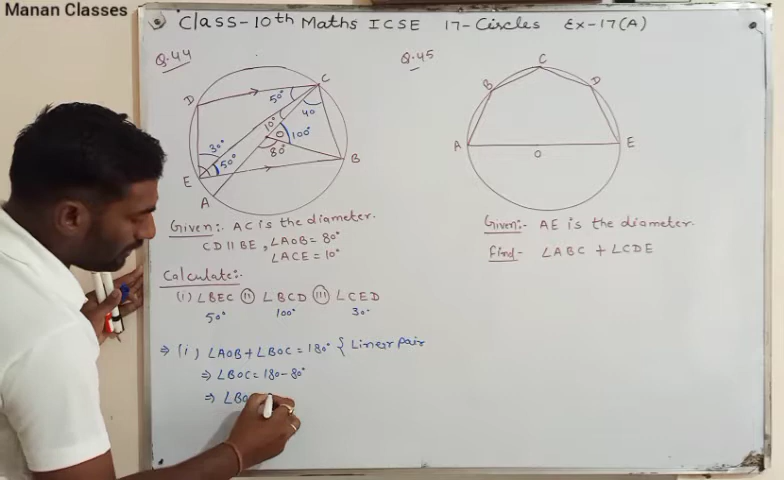 Manan Classes
Class-10th Maths ICSE 17-Circles Ex-17(A)
Q.44
D
C
50°
40
10°
O
100°
30°
50°
80°
E
A
B
Given: AC is the diameter.
CD || BE, ∠AOB = 80°
∠ACE = 10°
Calculate:-
(i) ∠BEC (ii) ∠BCD (iii) ∠CED
50° 100° 30°
⇒ (i) ∠AOB + ∠BOC = 180° { Linear pair
⇒ ∠BOC = 180 - 80°
⇒ ∠BO
Q.45
C
B
D
A
E
O
Given:- AE is the diameter.
Find- ∠ABC + ∠CDE